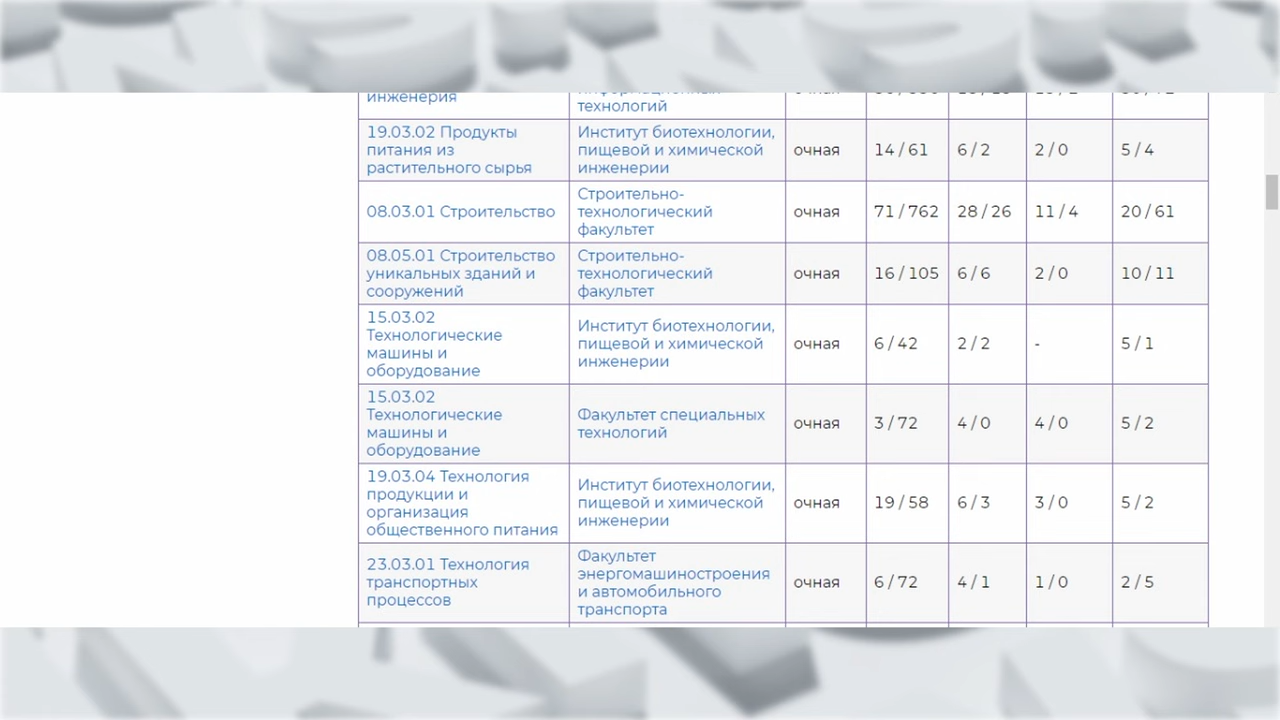 инженерия
технологий
19.03.02 Продукты
питания из
растительного сырья
Институт биотехнологии,
пищевой и химической
инженерии
очная
14 / 61
6 / 2
2 / 0
5 / 4
08.03.01 Строительство
Строительно-
технологический
факультет
очная
71 / 762
28 / 26
11 / 4
20 / 61
08.05.01 Строительство
уникальных зданий и
сооружений
Строительно-
технологический
факультет
очная
16 / 105
6 / 6
2 / 0
10 / 11
15.03.02
Технологические
машины и
оборудование
Институт биотехнологии,
пищевой и химической
инженерии
очная
6 / 42
2 / 2
-
5 / 1
15.03.02
Технологические
машины и
оборудование
Факультет специальных
технологий
очная
3 / 72
4 / 0
4 / 0
5 / 2
19.03.04 Технология
продукции и
организация
общественного питания
Институт биотехнологии,
пищевой и химической
инженерии
очная
19 / 58
6 / 3
3 / 0
5 / 2
23.03.01 Технология
транспортных
процессов
Факультет
энергомашиностроения
и автомобильного
транспорта
очная
6 / 72
4 / 1
1 / 0
2 / 5